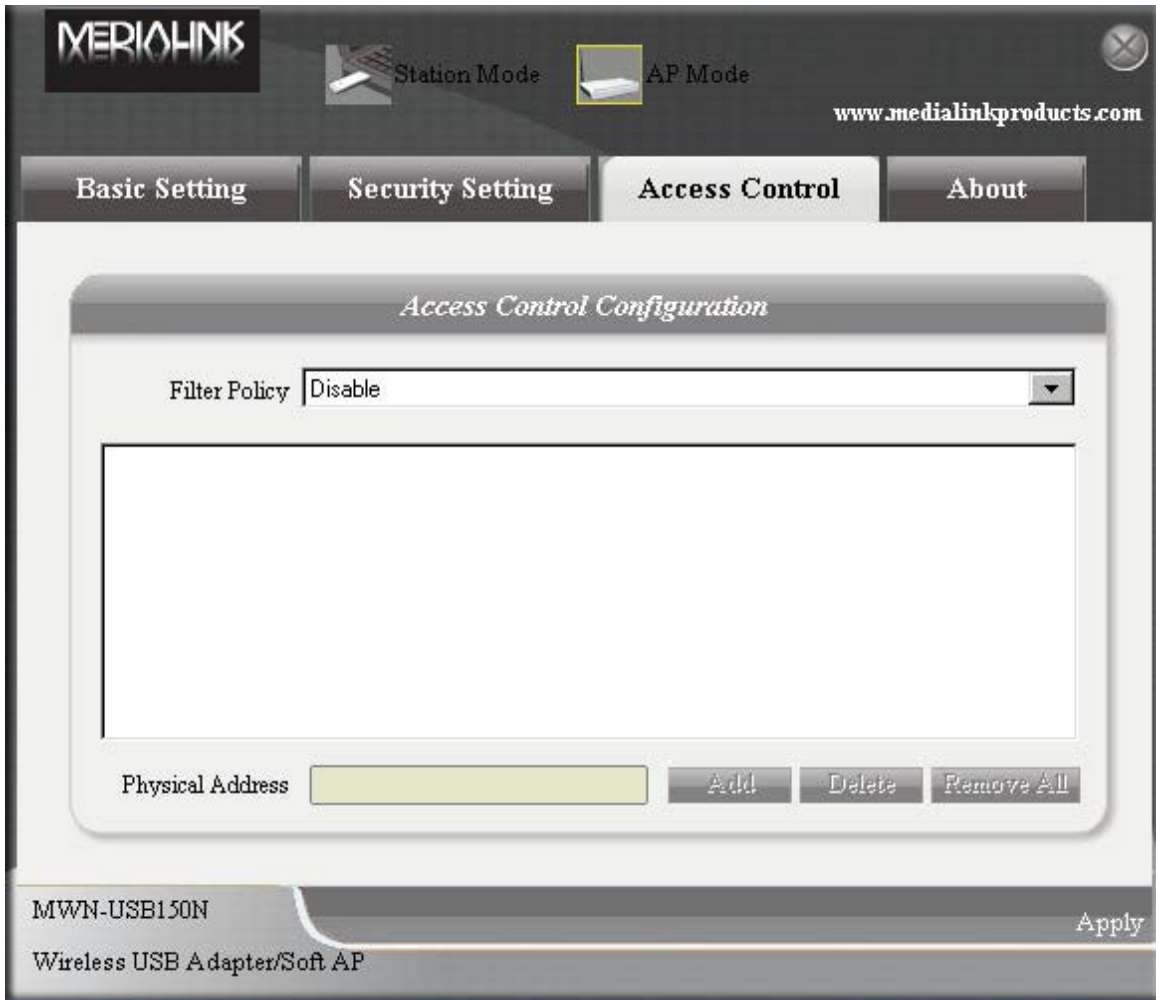 MEDIALINK
Station Mode
AP Mode
www.medialinkproducts.com
Basic Setting
Security Setting
Access Control
About
Access Control Configuration
Filter Policy
Disable
Physical Address
Add
Delete
Remove All
MWN-USB150N
Apply
Wireless USB Adapter/Soft AP